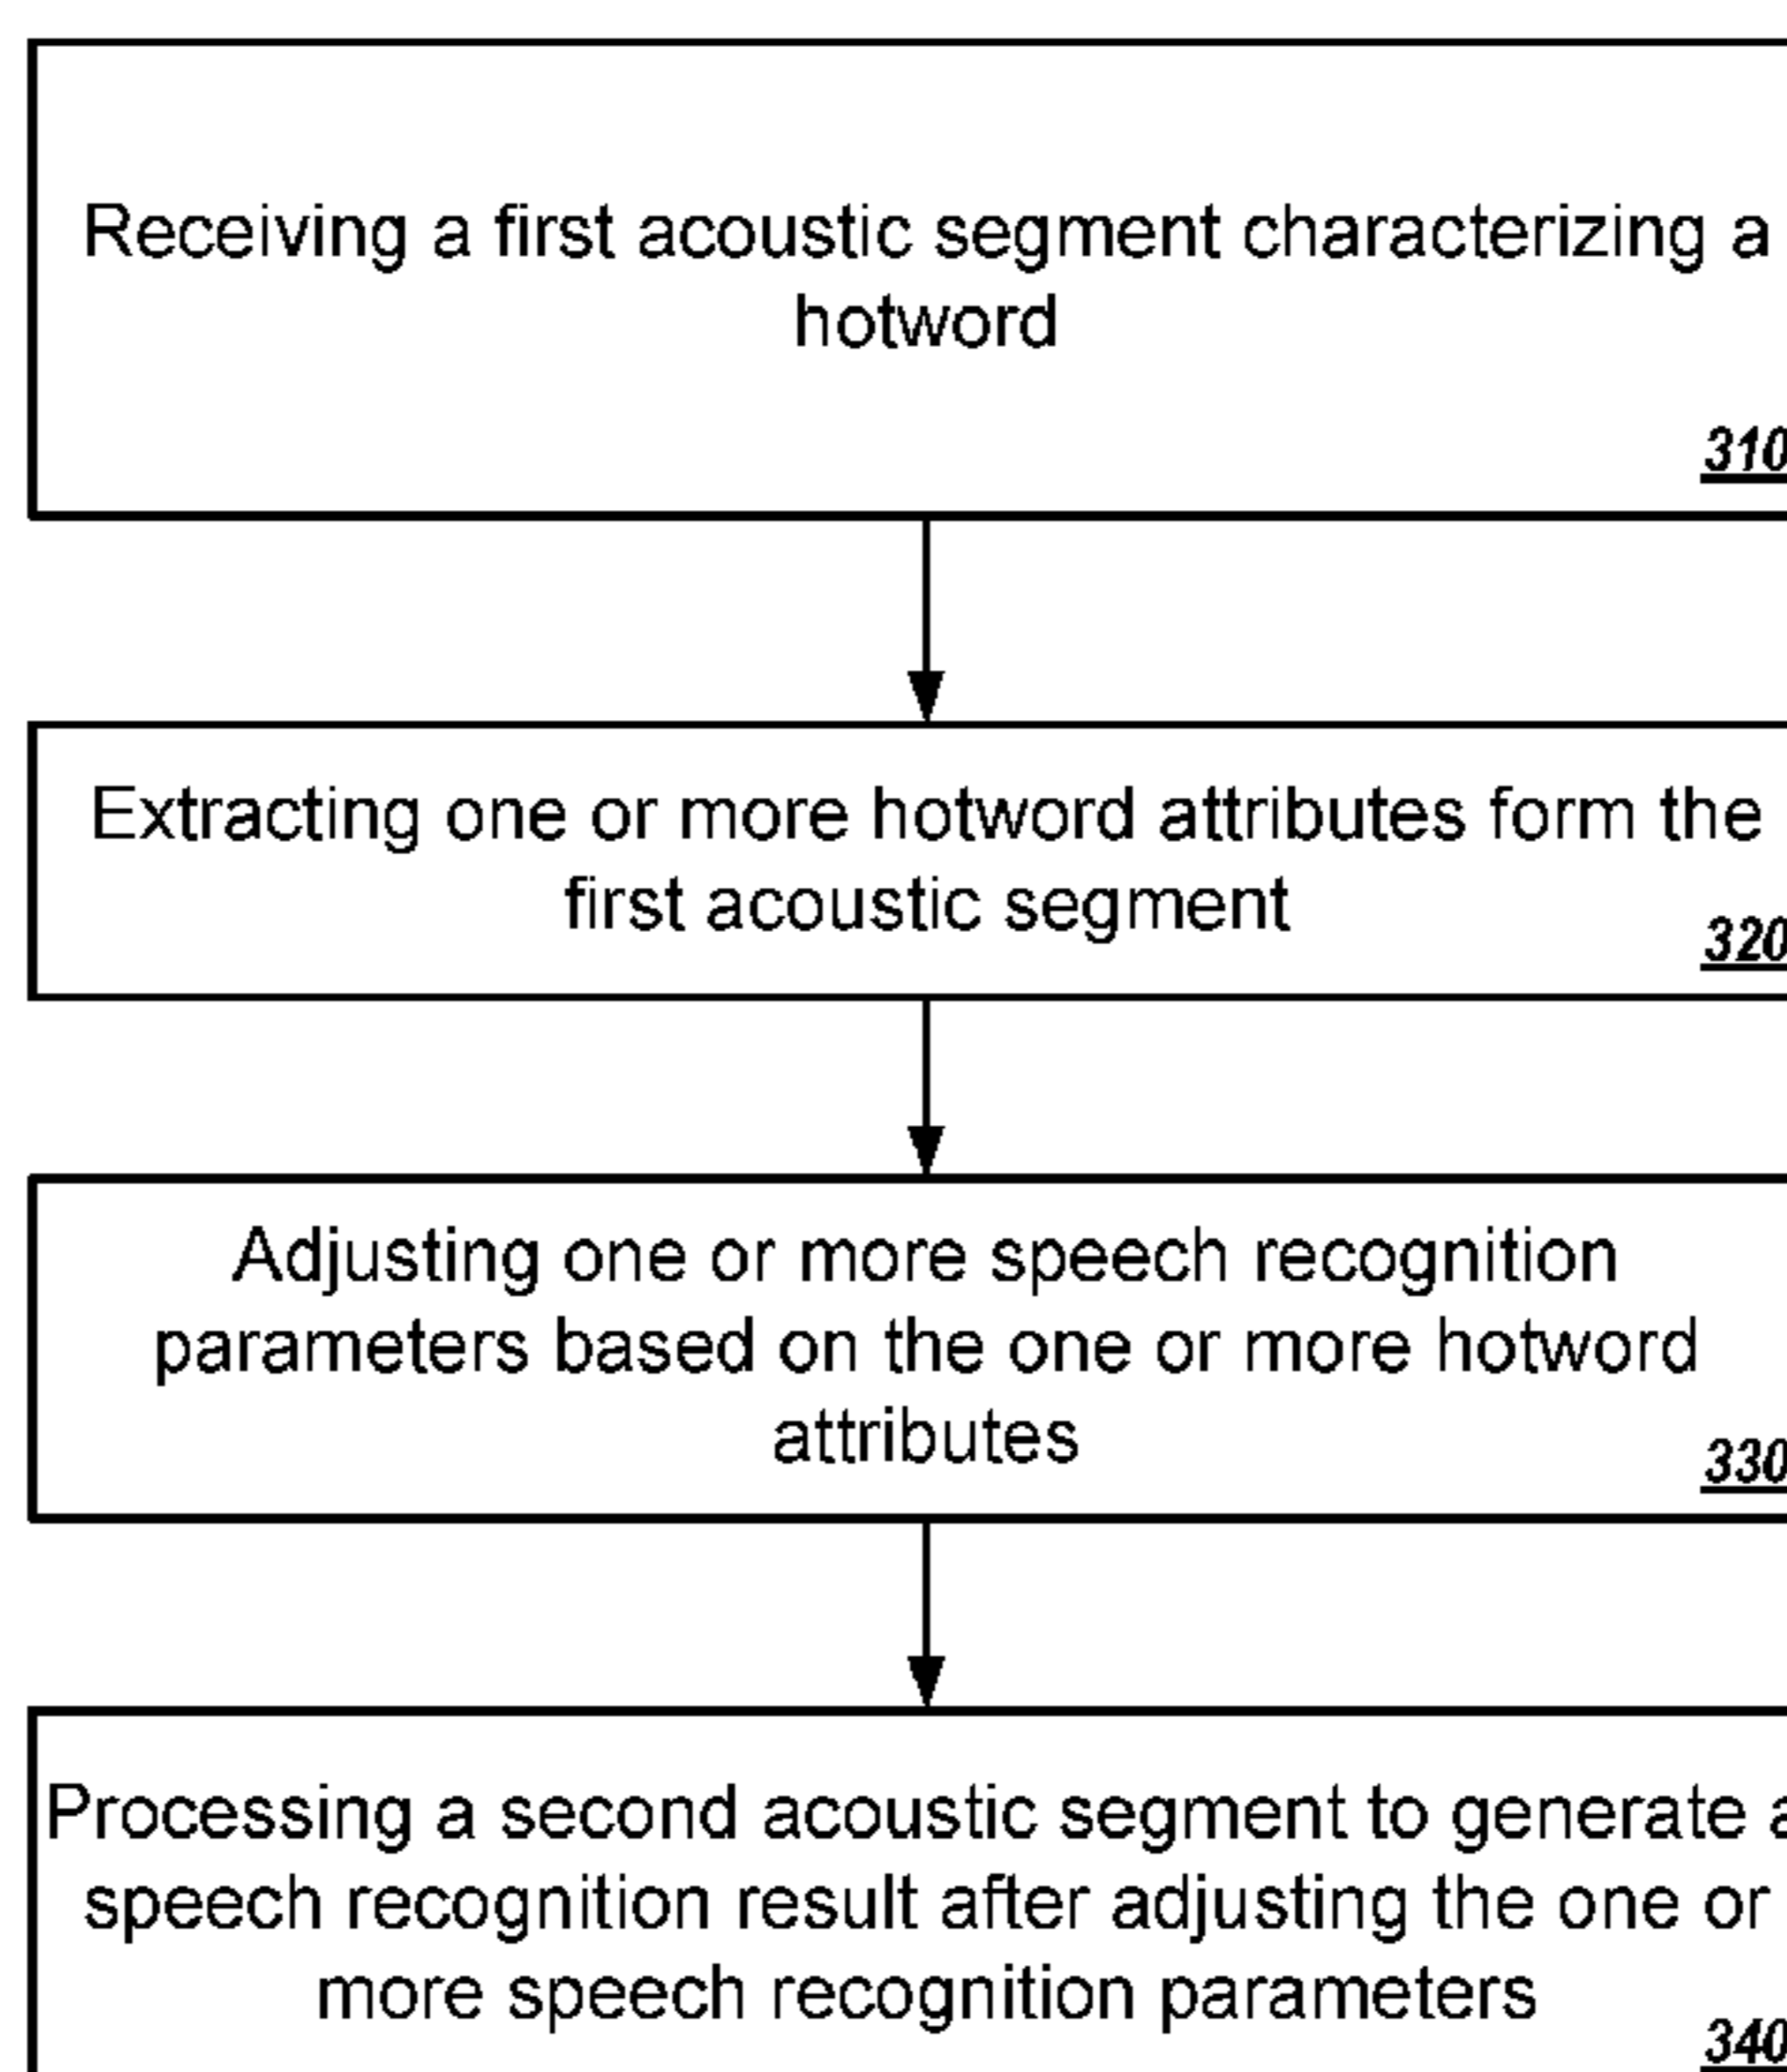 Receiving a first acoustic segment characterizing a
hotword
310
Extracting one or more hotword attributes form the
first acoustic segment
320
Adjusting one or more speech recognition
parameters based on the one or more hotword
attributes
330
Processing a second acoustic segment to generate a
speech recognition result after adjusting the one or
more speech recognition parameters
340